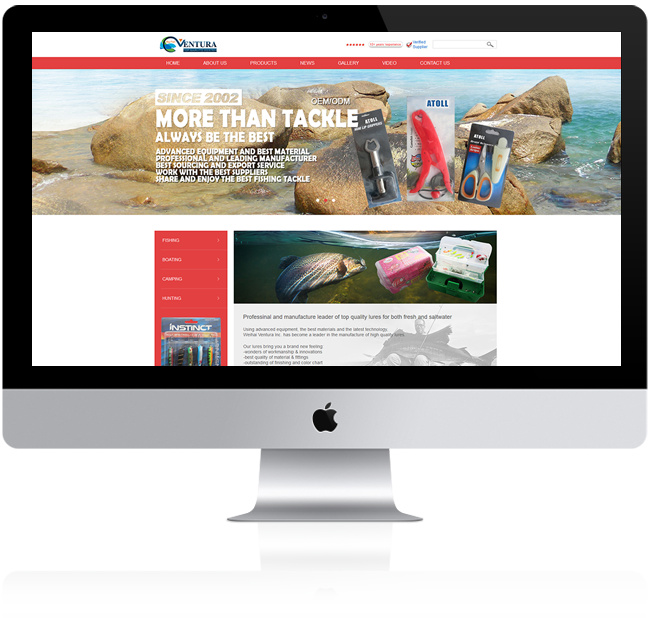 VENTURA
Verified
Supplier
HOME ABOUT US PRODUCTS NEWS GALLERY VIDEO CONTACT US
SINCE 2002
OEM/ODM
MORE THAN TACKLE
ALWAYS BE THE BEST
ADVANCED EQUIPMENT AND BEST MATERIAL
PROFESSIONAL AND LEADING MANUFACTURER
BEST SOURCING AND EXPORT SERVICE
WORK WITH THE BEST SUPPLIERS
SHARE AND ENJOY THE BEST FISHING TACKLE
ATOLL
ATOLL
ATOLL
FISHING
BOATING
CAMPING
HUNTING
INSTINCT
Professinal and manufacture leader of top quality lures for both fresh and saltwater
Using advanced equipment ,the best materials and the latest technology,
Weihai Ventura Inc. has become a leader in the manufacture of high quality lures.
Our lures bring you a brand new feeling:
-wonders of workmanship & innovations
-best quality of material & fittings
-outstanding of finishing and color chart